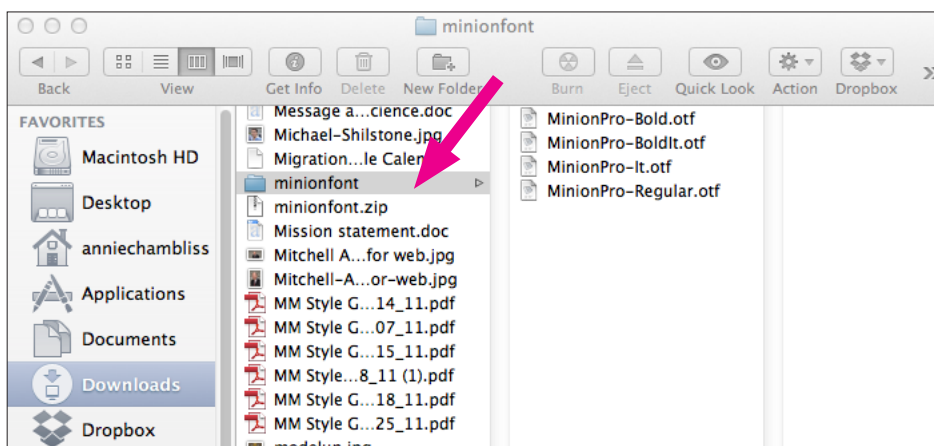 minionfont
Back
View
Get Info
Delete
New Folder
Burn
Eject
Quick Look
Action
Dropbox
FAVORITES
Macintosh HD
Desktop
anniechambliss
Applications
Documents
Downloads
Dropbox
Message a...cience.doc
Michael-Shilstone.jpg
Migration...le Calen
minionfont
minionfont.zip
Mission statement.doc
Mitchell A...for web.jpg
Mitchell-A...or-web.jpg
MM Style G...14_11.pdf
MM Style G...07_11.pdf
MM Style G...15_11.pdf
MM Style...8_11 (1).pdf
MM Style G...18_11.pdf
MM Style G...25_11.pdf
MinionPro-Bold.otf
MinionPro-BoldIt.otf
MinionPro-It.otf
MinionPro-Regular.otf